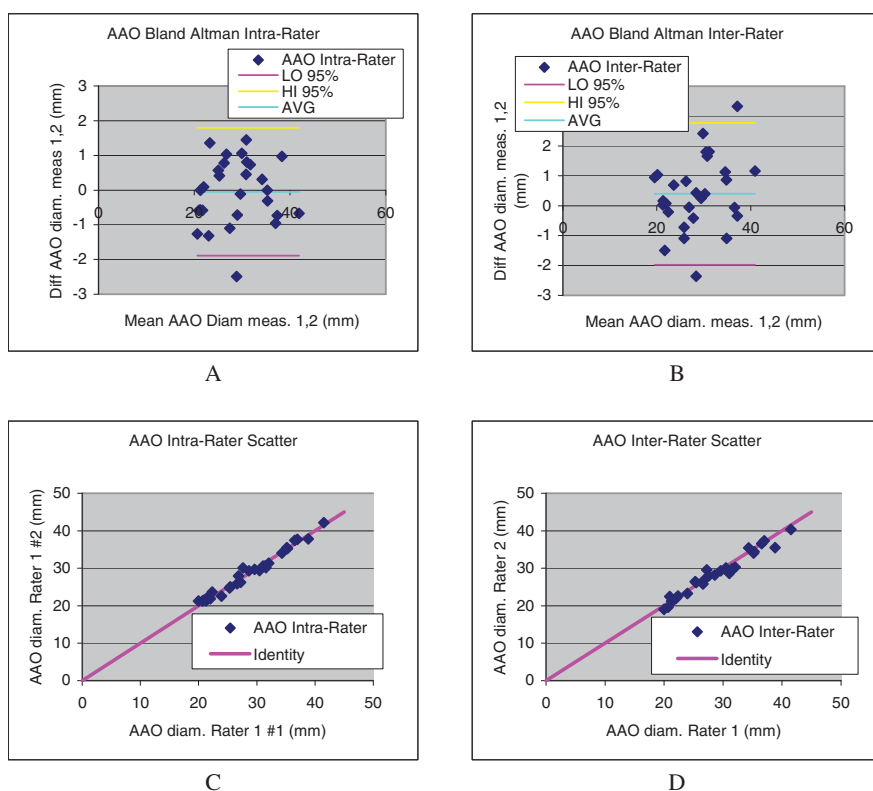 AAO Bland Altman Intra-Rater
AAO Intra-Rater
LO 95%
HI 95%
AVG
Diff AAO diam. meas 1,2 (mm)
3
2
1
0
-1
-2
-3
0
20
40
60
Mean AAO Diam meas. 1,2 (mm)
A
AAO Bland Altman Inter-Rater
AAO Inter-Rater
LO 95%
HI 95%
AVG
Diff AAO diam. meas 1,2
(mm)
2
1
0
-1
-2
-3
0
20
40
60
Mean AAO diam. meas. 1,2 (mm)
B
AAO Intra-Rater Scatter
AAO diam. Rater 1 #2 (mm)
50
40
30
20
10
0
AAO Intra-Rater
Identity
0
10
20
30
40
50
AAO diam. Rater 1 #1 (mm)
C
AAO Inter-Rater Scatter
AAO diam. Rater 2 (mm)
50
40
30
20
10
0
AAO Inter-Rater
Identity
0
10
20
30
40
50
AAO diam. Rater 1 (mm)
D